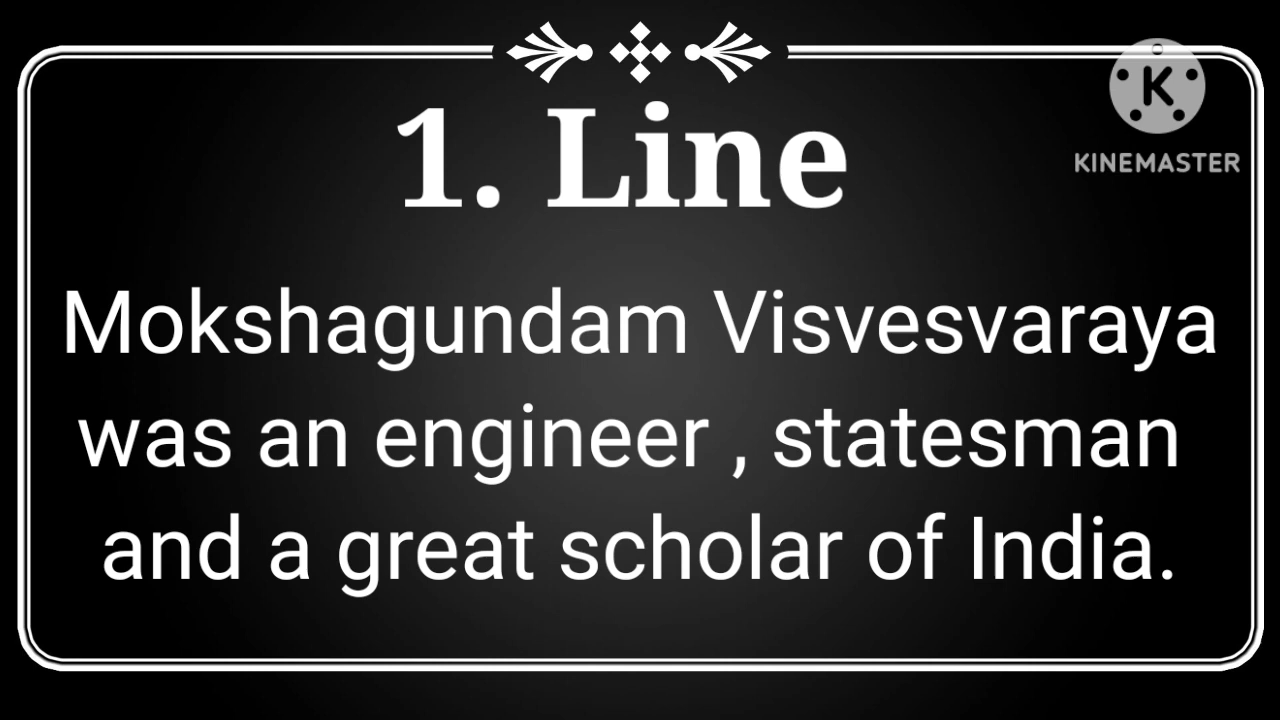 1. Line
K
KINEMASTER
Mokshagundam Visvesvaraya
was an engineer , statesman
and a great scholar of India.